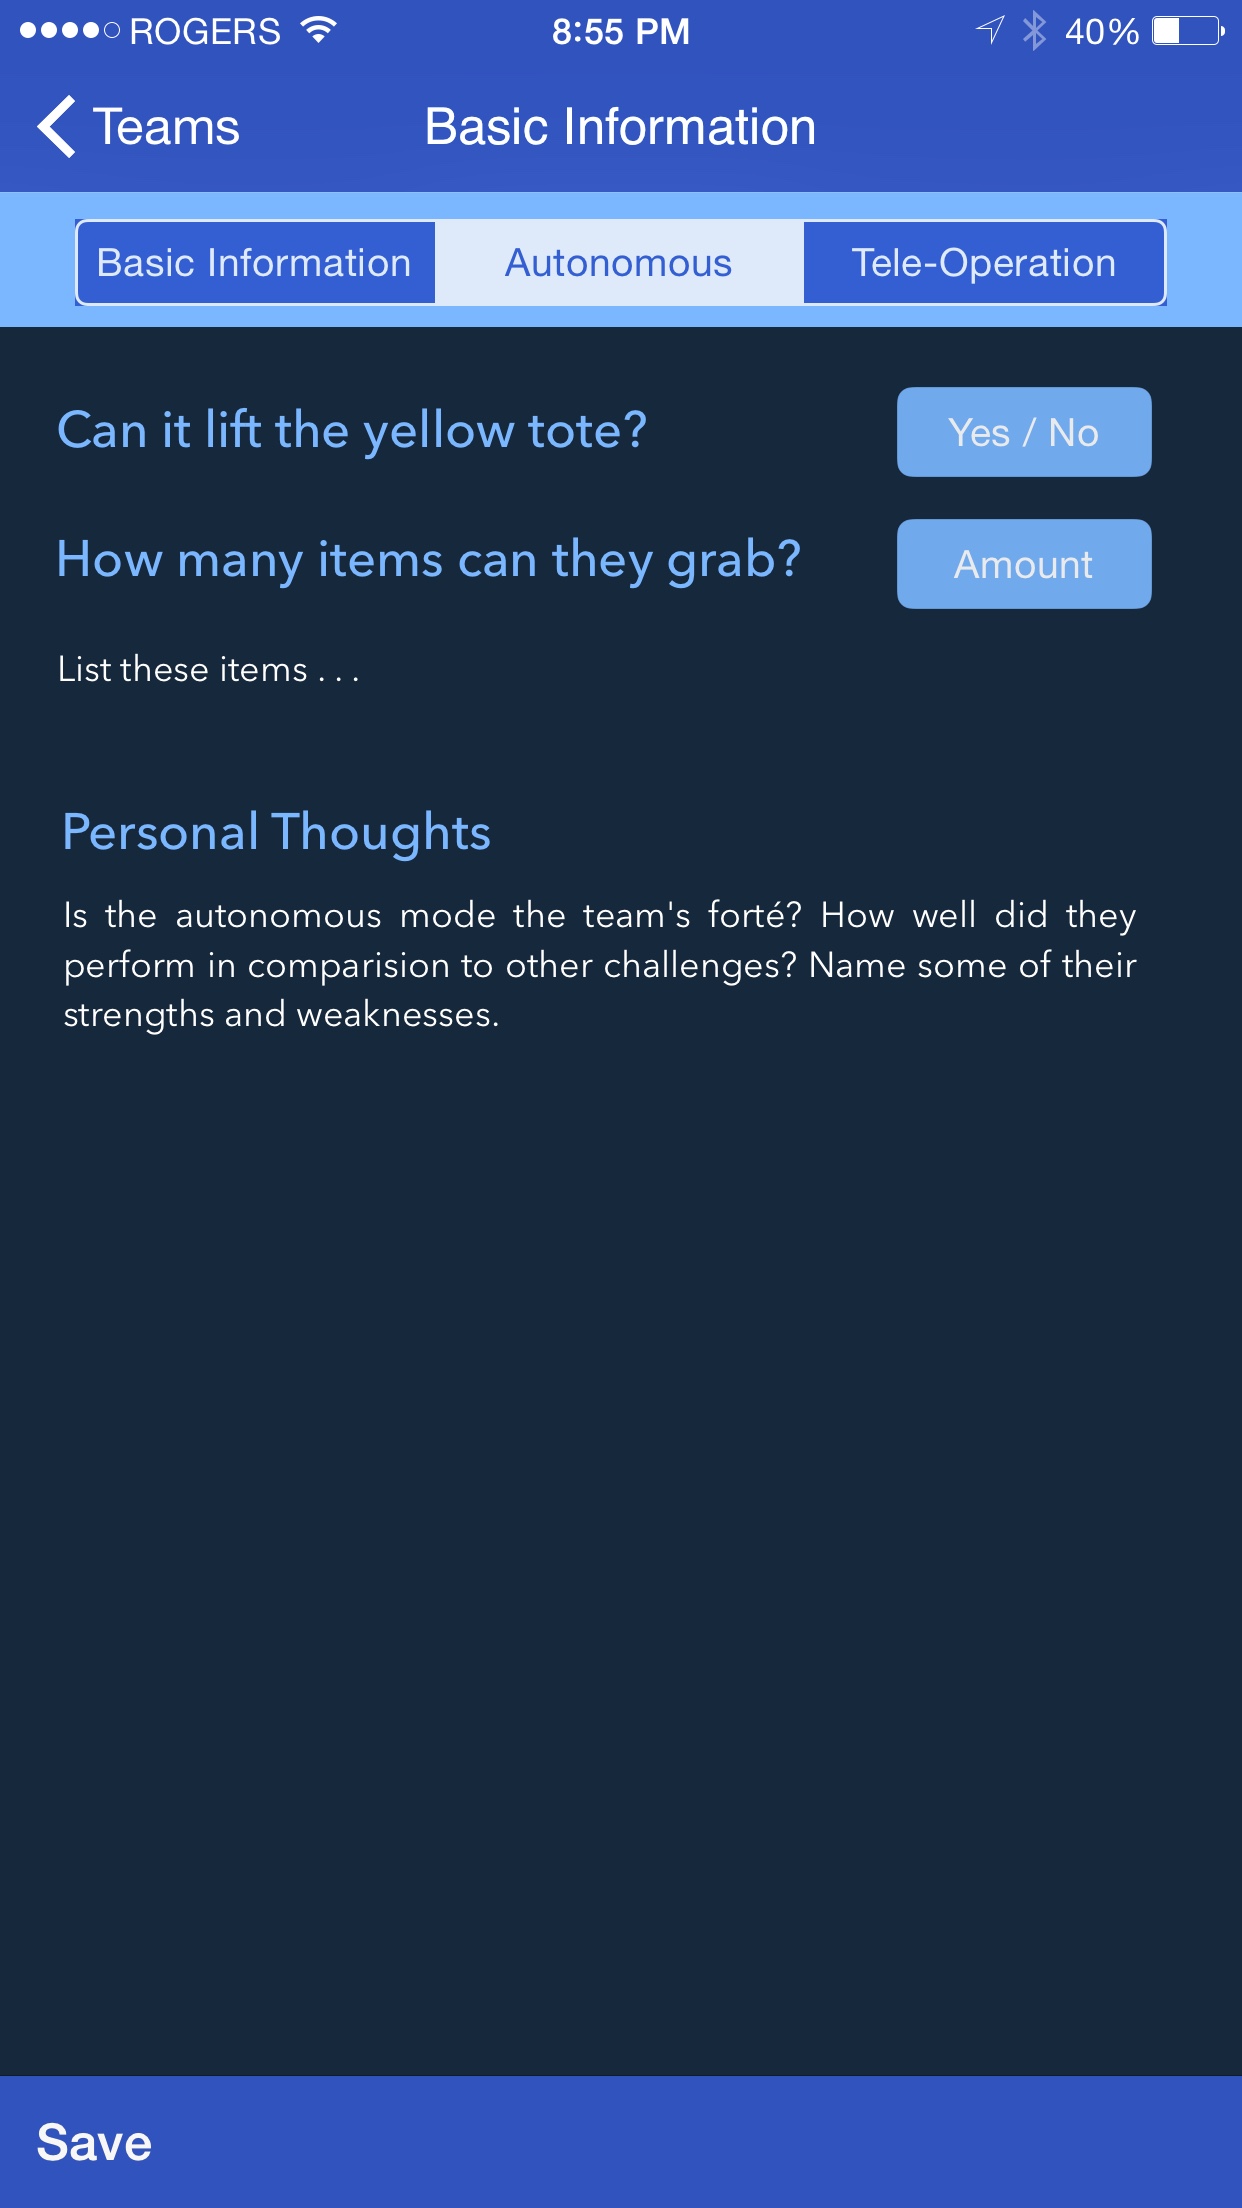 ROGERS 8:55 PM 40%
Teams Basic Information
Basic Information Autonomous Tele-Operation
Can it lift the yellow tote? Yes / No
How many items can they grab? Amount
List these items . . .
Personal Thoughts
Is the autonomous mode the team's forté? How well did they
perform in comparision to other challenges? Name some of their
strengths and weaknesses.
Save